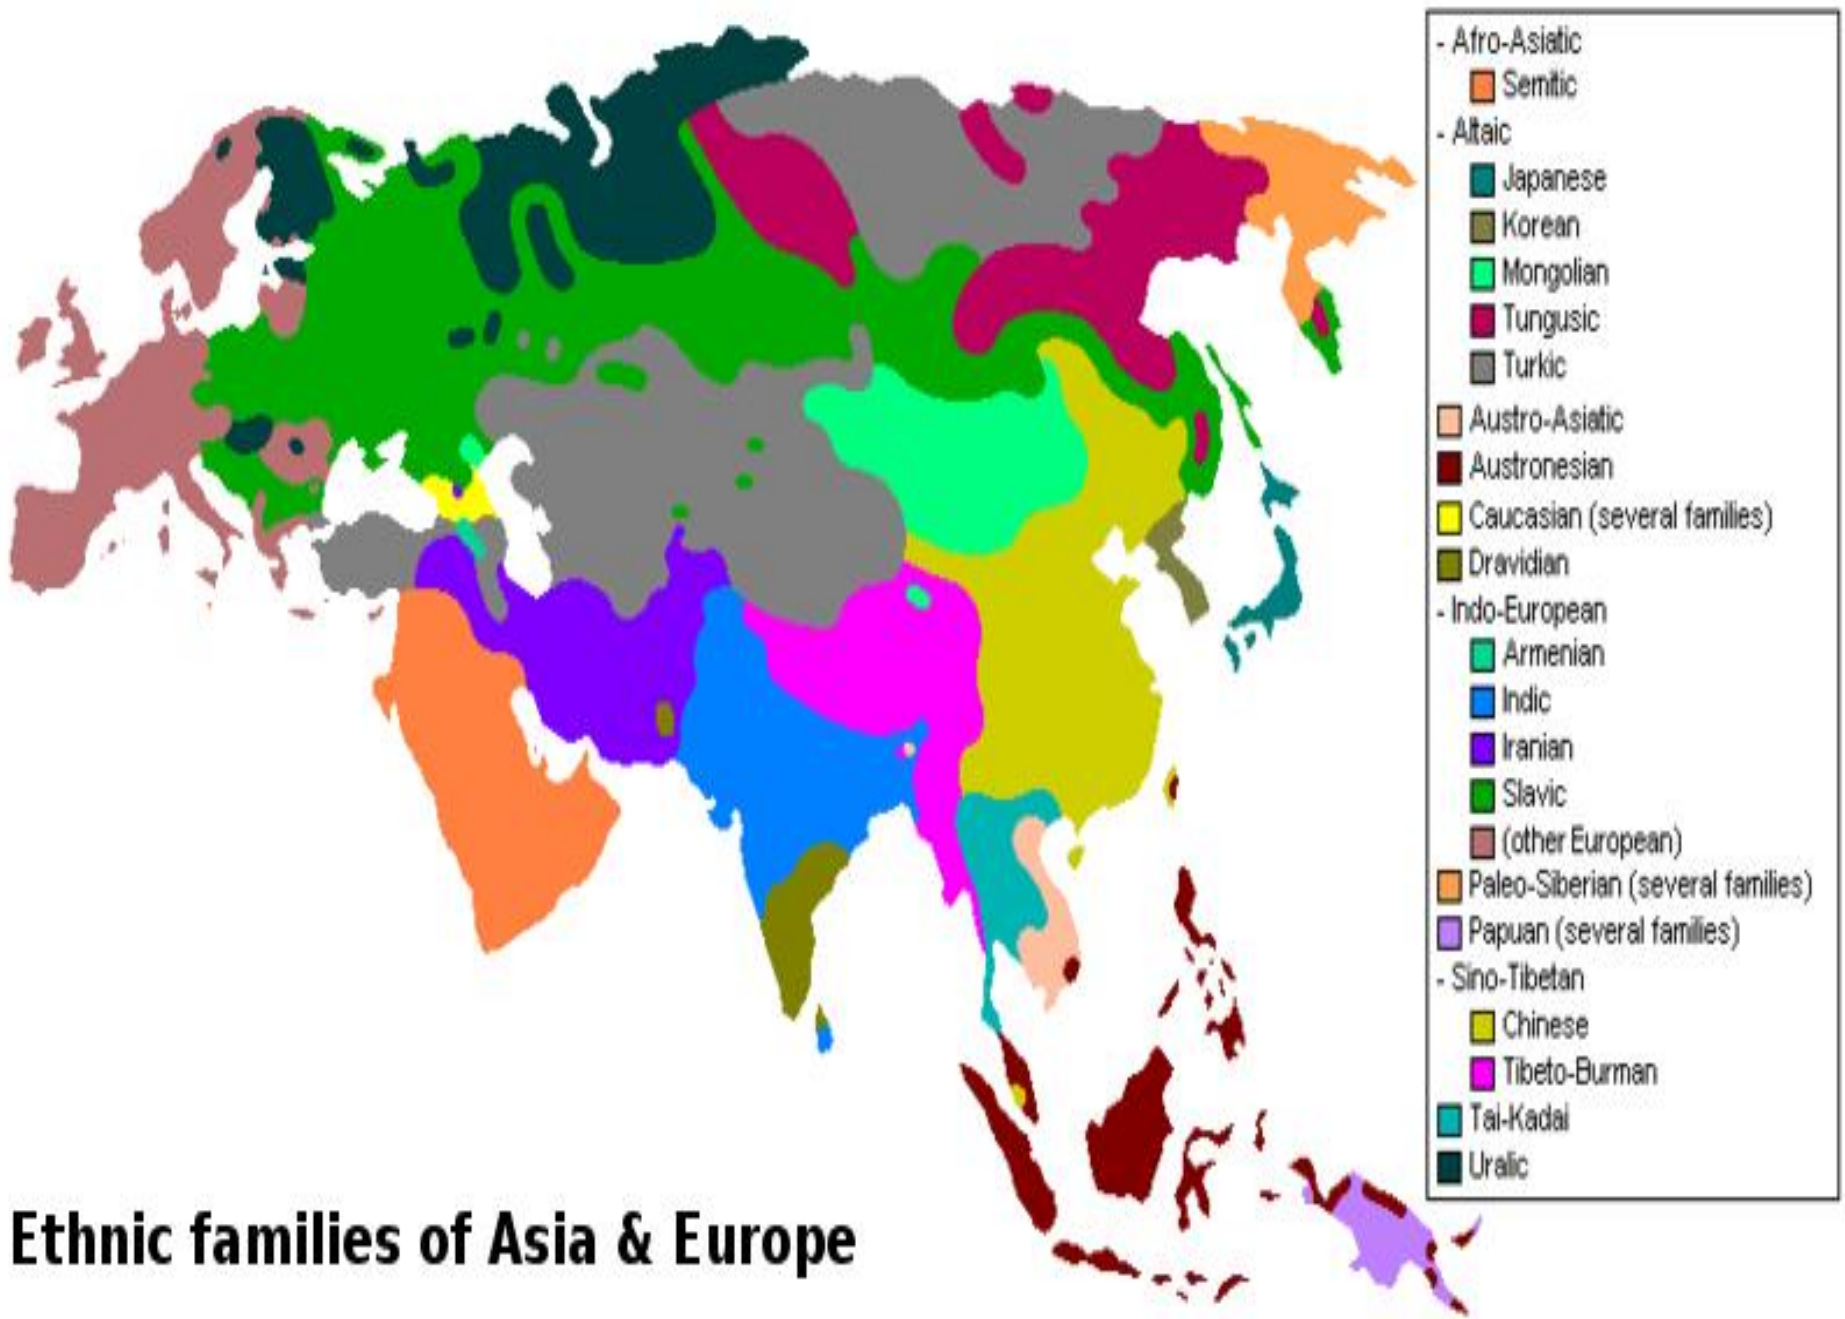 - Afro-Asiatic
Semitic
- Altaic
Japanese
Korean
Mongolian
Tungusic
Turkic
Austro-Asiatic
Austronesian
Caucasian (several families)
Dravidian
- Indo-European
Armenian
Indic
Iranian
Slavic
(other European)
Paleo-Siberian (several families)
Papuan (several families)
- Sino-Tibetan
Chinese
Tibeto-Burman
Tai-Kadai
Uralic
Ethnic families of Asia & Europe